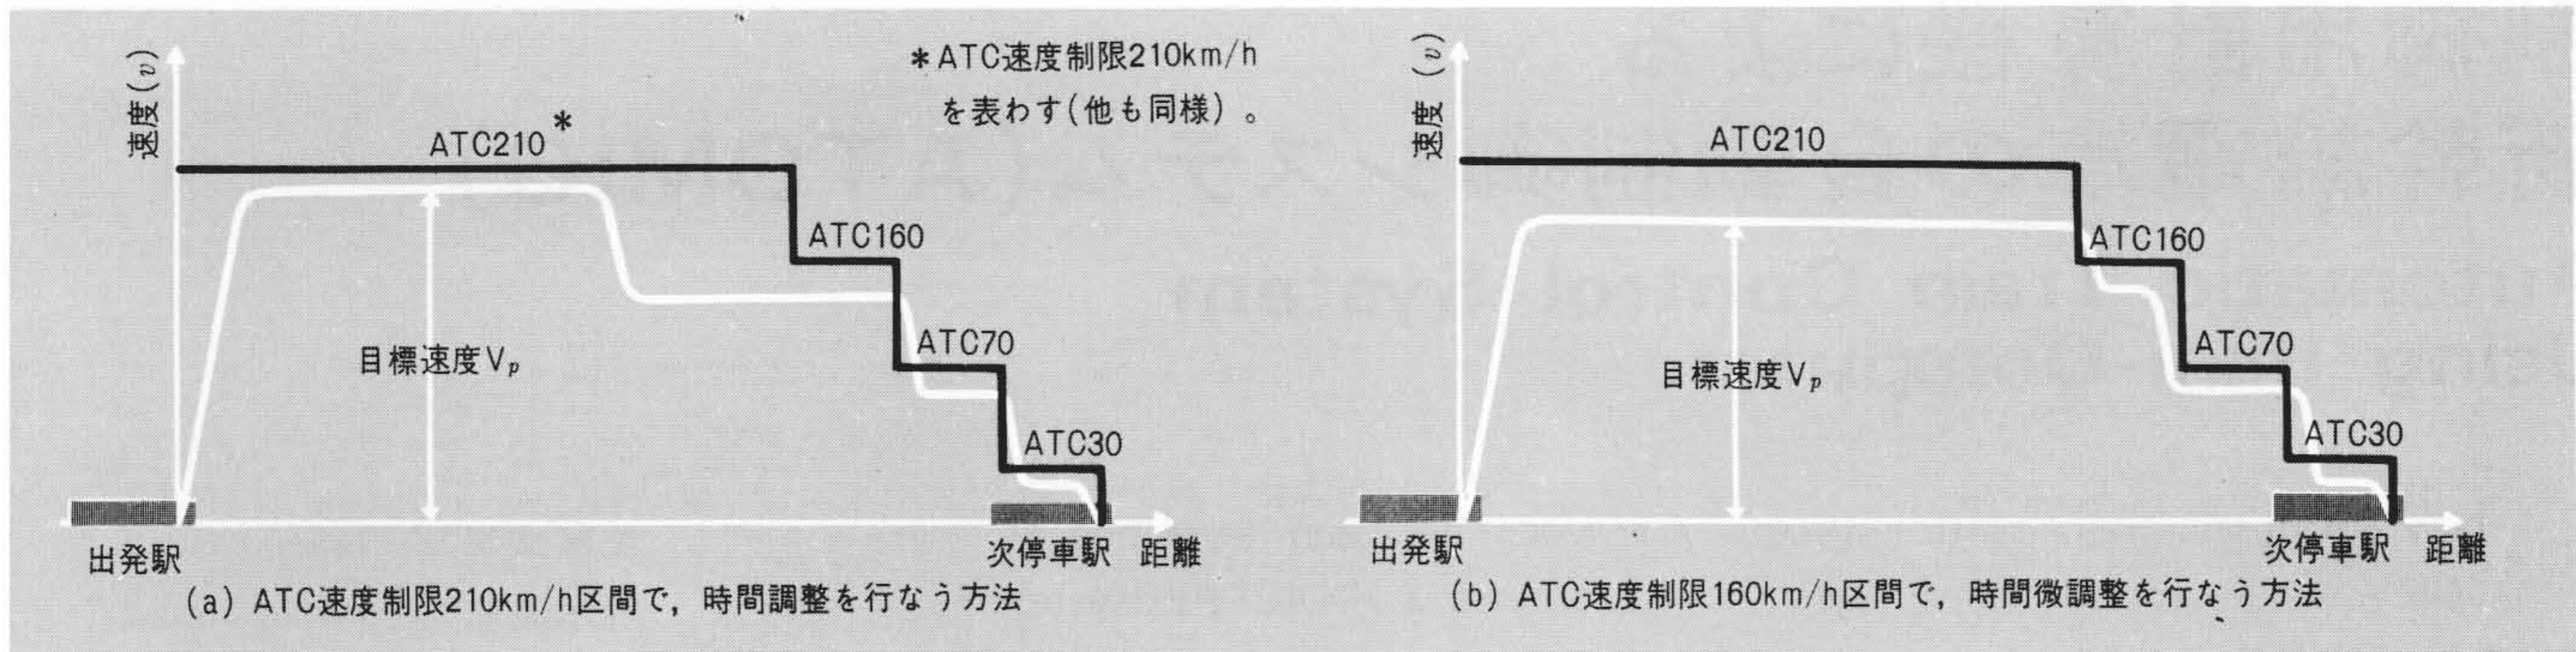 速度(v)
*ATC速度制限210km/h
を表わす(他も同様)。
ATC210*
ATC160
ATC70
ATC30
目標速度Vp
出発駅
次停車駅
距離
(a) ATC速度制限210km/h区間で, 時間調整を行なう方法
速度(v)
ATC210
ATC160
ATC70
ATC30
目標速度Vp
出発駅
次停車駅
距離
(b) ATC速度制限160km/h区間で, 時間微調整を行なう方法